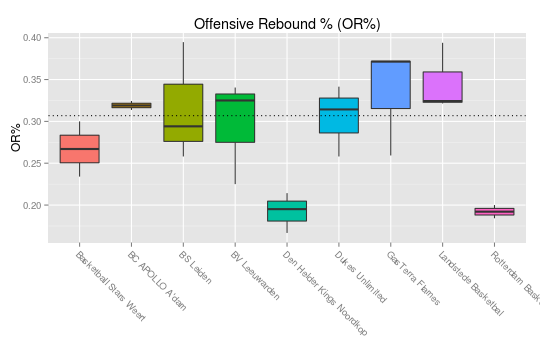 Offensive Rebound % (OR%)
OR%
0.40
0.35
0.30
0.25
0.20
Basketball Stars Weert
BC APOLLO A'dam
BS Leiden
BV Leeuwarden
Den Helder Kings Noordkop
Dukes Unlimited
GasTerra Flames
Landstede Basketbal
Rotterdam